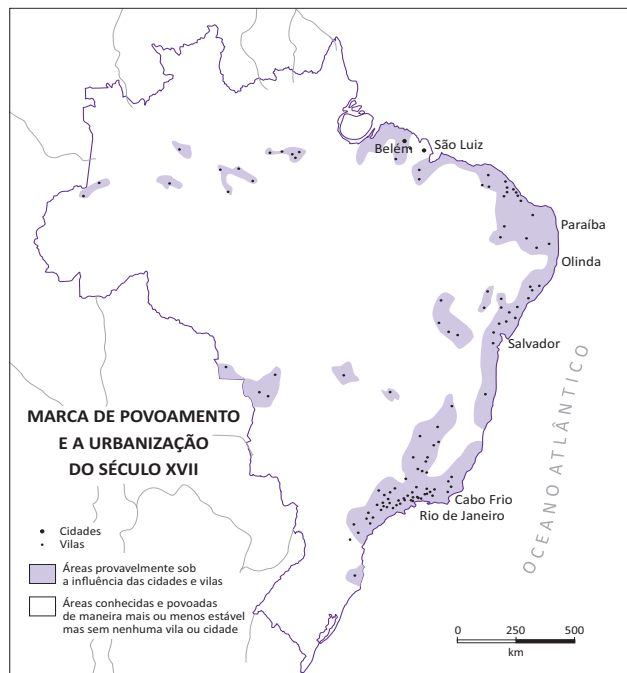 Belém
São Luiz
Paraíba
Olinda
Salvador
OCEANO ATLÂNTICO
Cabo Frio
Rio de Janeiro
MARCA DE POVOAMENTO
E A URBANIZAÇÃO
DO SÉCULO XVII
Cidades
Vilas
Áreas provavelmente sob
a influência das cidades e vilas
Áreas conhecidas e povoadas
de maneira mais ou menos estável
mas sem nenhuma vila ou cidade
0 250 500
km